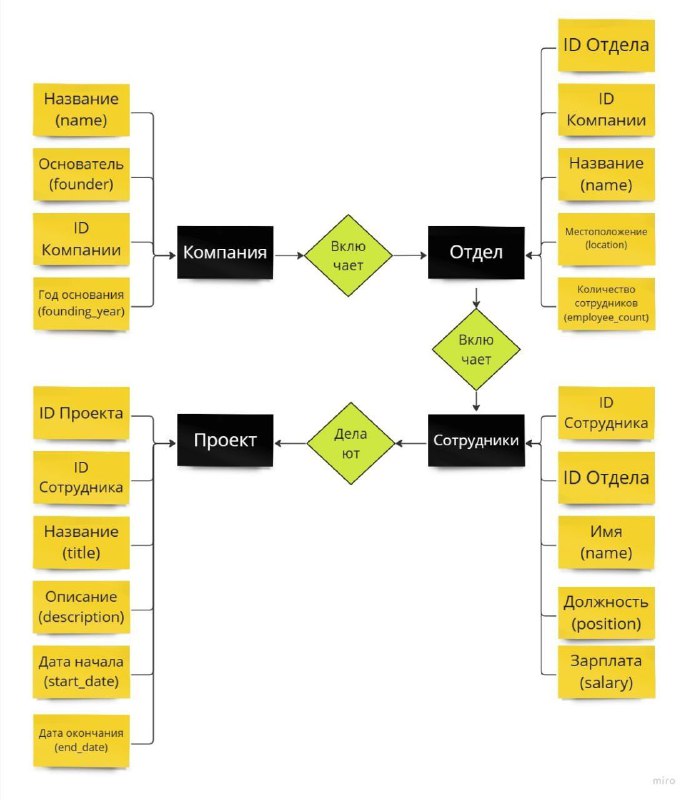 ID Отдела
Название
(name)
ID
Компании
Основатель
(founder)
Название
(name)
ID
Компании
Компания
Вклю
чает
Отдел
Местоположение
(location)
Год основания
(founding_year)
Количество
сотрудников
(employee_count)
Вклю
чает
ID Проекта
Проект
Дела
ют
Сотрудники
ID
Сотрудника
ID
Сотрудника
ID Отдела
Название
(title)
Имя
(name)
Описание
(description)
Должность
(position)
Дата начала
(start_date)
Зарплата
(salary)
Дата окончания
(end_date)
miro